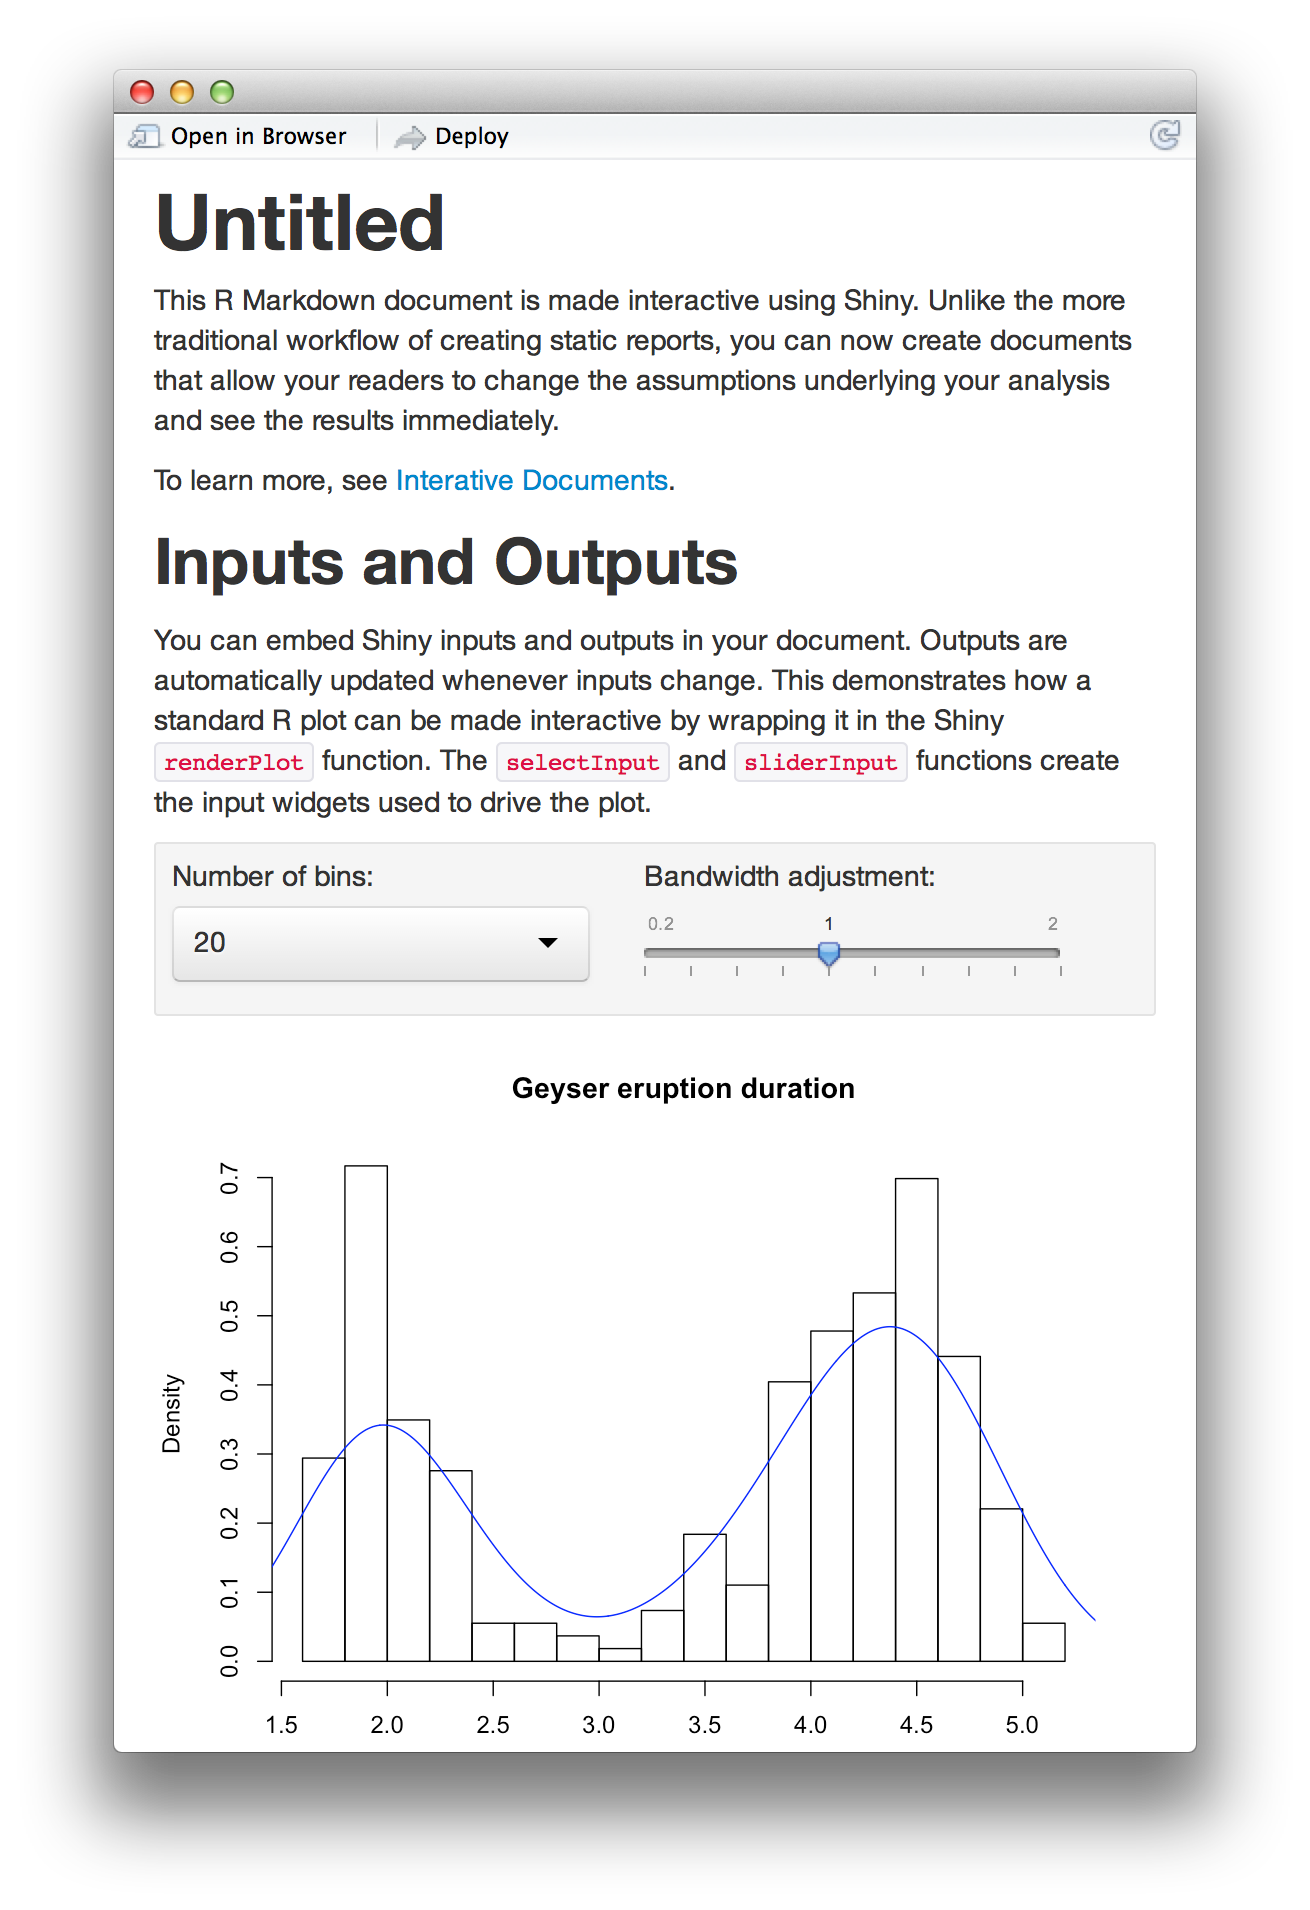 Open in Browser Deploy
Untitled
This R Markdown document is made interactive using Shiny. Unlike the more
traditional workflow of creating static reports, you can now create documents
that allow your readers to change the assumptions underlying your analysis
and see the results immediately.
To learn more, see Interative Documents.
Inputs and Outputs
You can embed Shiny inputs and outputs in your document. Outputs are
automatically updated whenever inputs change. This demonstrates how a
standard R plot can be made interactive by wrapping it in the Shiny
renderPlot function. The selectInput and sliderInput functions create
the input widgets used to drive the plot.
Number of bins: Bandwidth adjustment:
0.2 1 2
20
Geyser eruption duration
0.7
0.6
0.5
0.4
0.3
0.2
0.1
0.0
Density
1.5 2.0 2.5 3.0 3.5 4.0 4.5 5.0